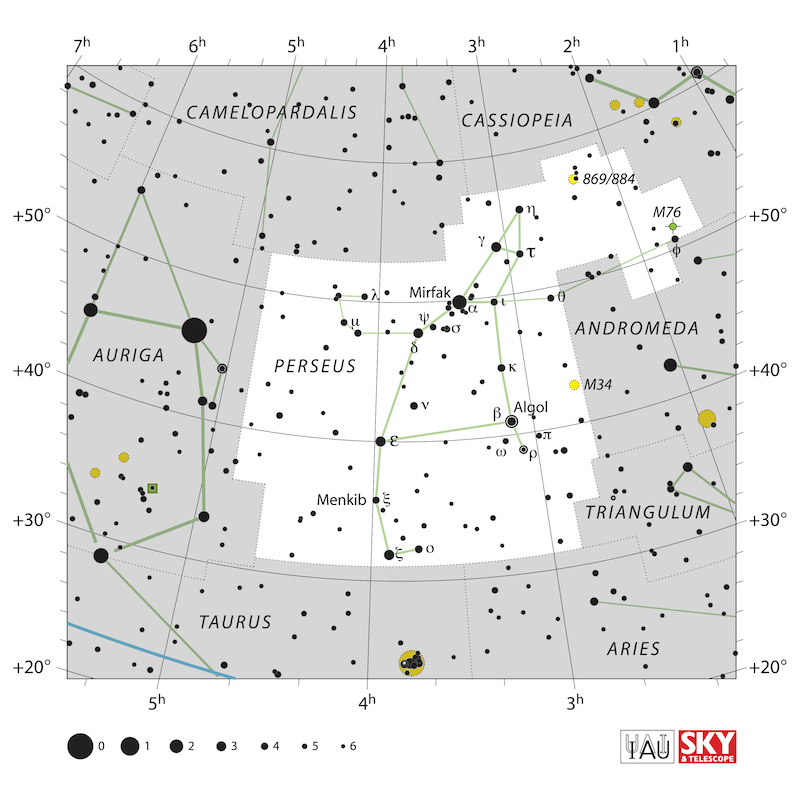 7h 6h 5h 4h 3h 2h 1h
CAMELOPARDALIS
CASSIOPEIA
869/884
M76
+50°
η
+50°
γ
τ
φ
Mirfak
λ
α
ι
θ
μ
ψ
σ
ANDROMEDA
δ
AURIGA
PERSEUS
κ
+40°
+40°
M34
ν
β
Algol
ε
π
ω
ρ
Menkib
ξ
TRIANGULUM
+30°
+30°
ζ
ο
TAURUS
ARIES
+20°
+20°
5h 4h 3h
0 1 2 3 4 5 6
IAU
SKY
& TELESCOPE